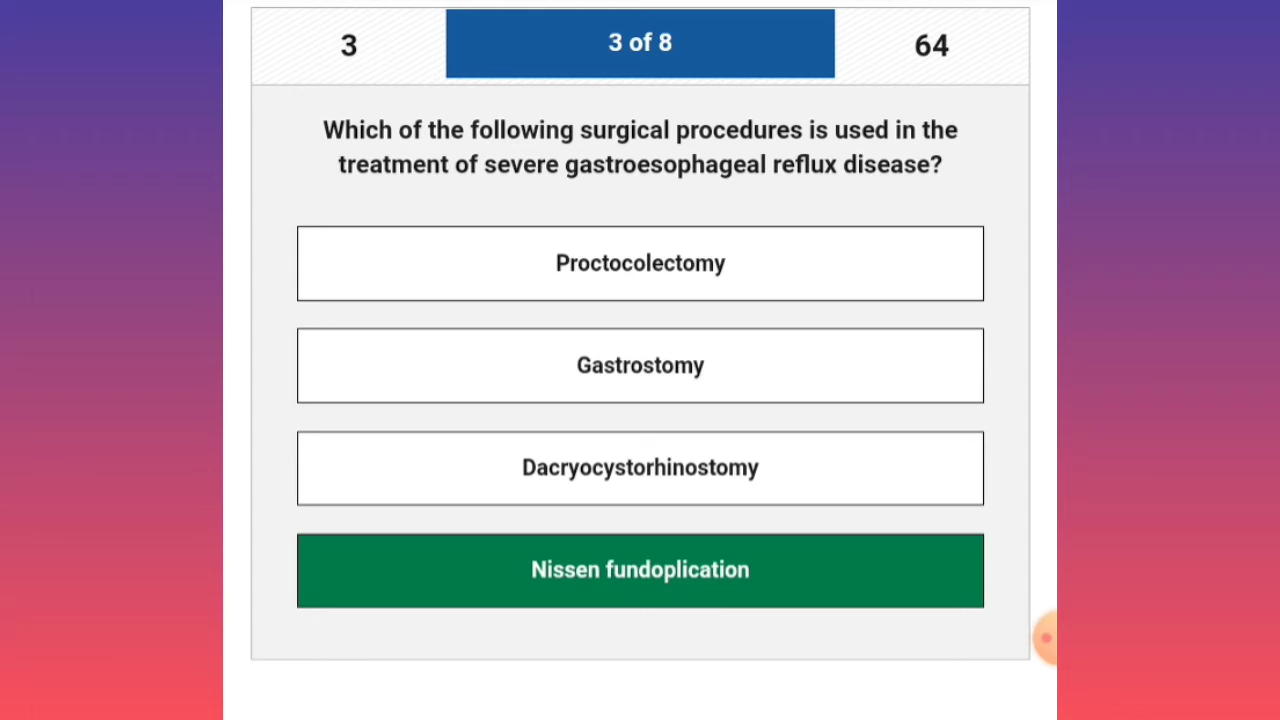 3
3 of 8
64
Which of the following surgical procedures is used in the
treatment of severe gastroesophageal reflux disease?
Proctocolectomy
Gastrostomy
Dacryocystorhinostomy
Nissen fundoplication